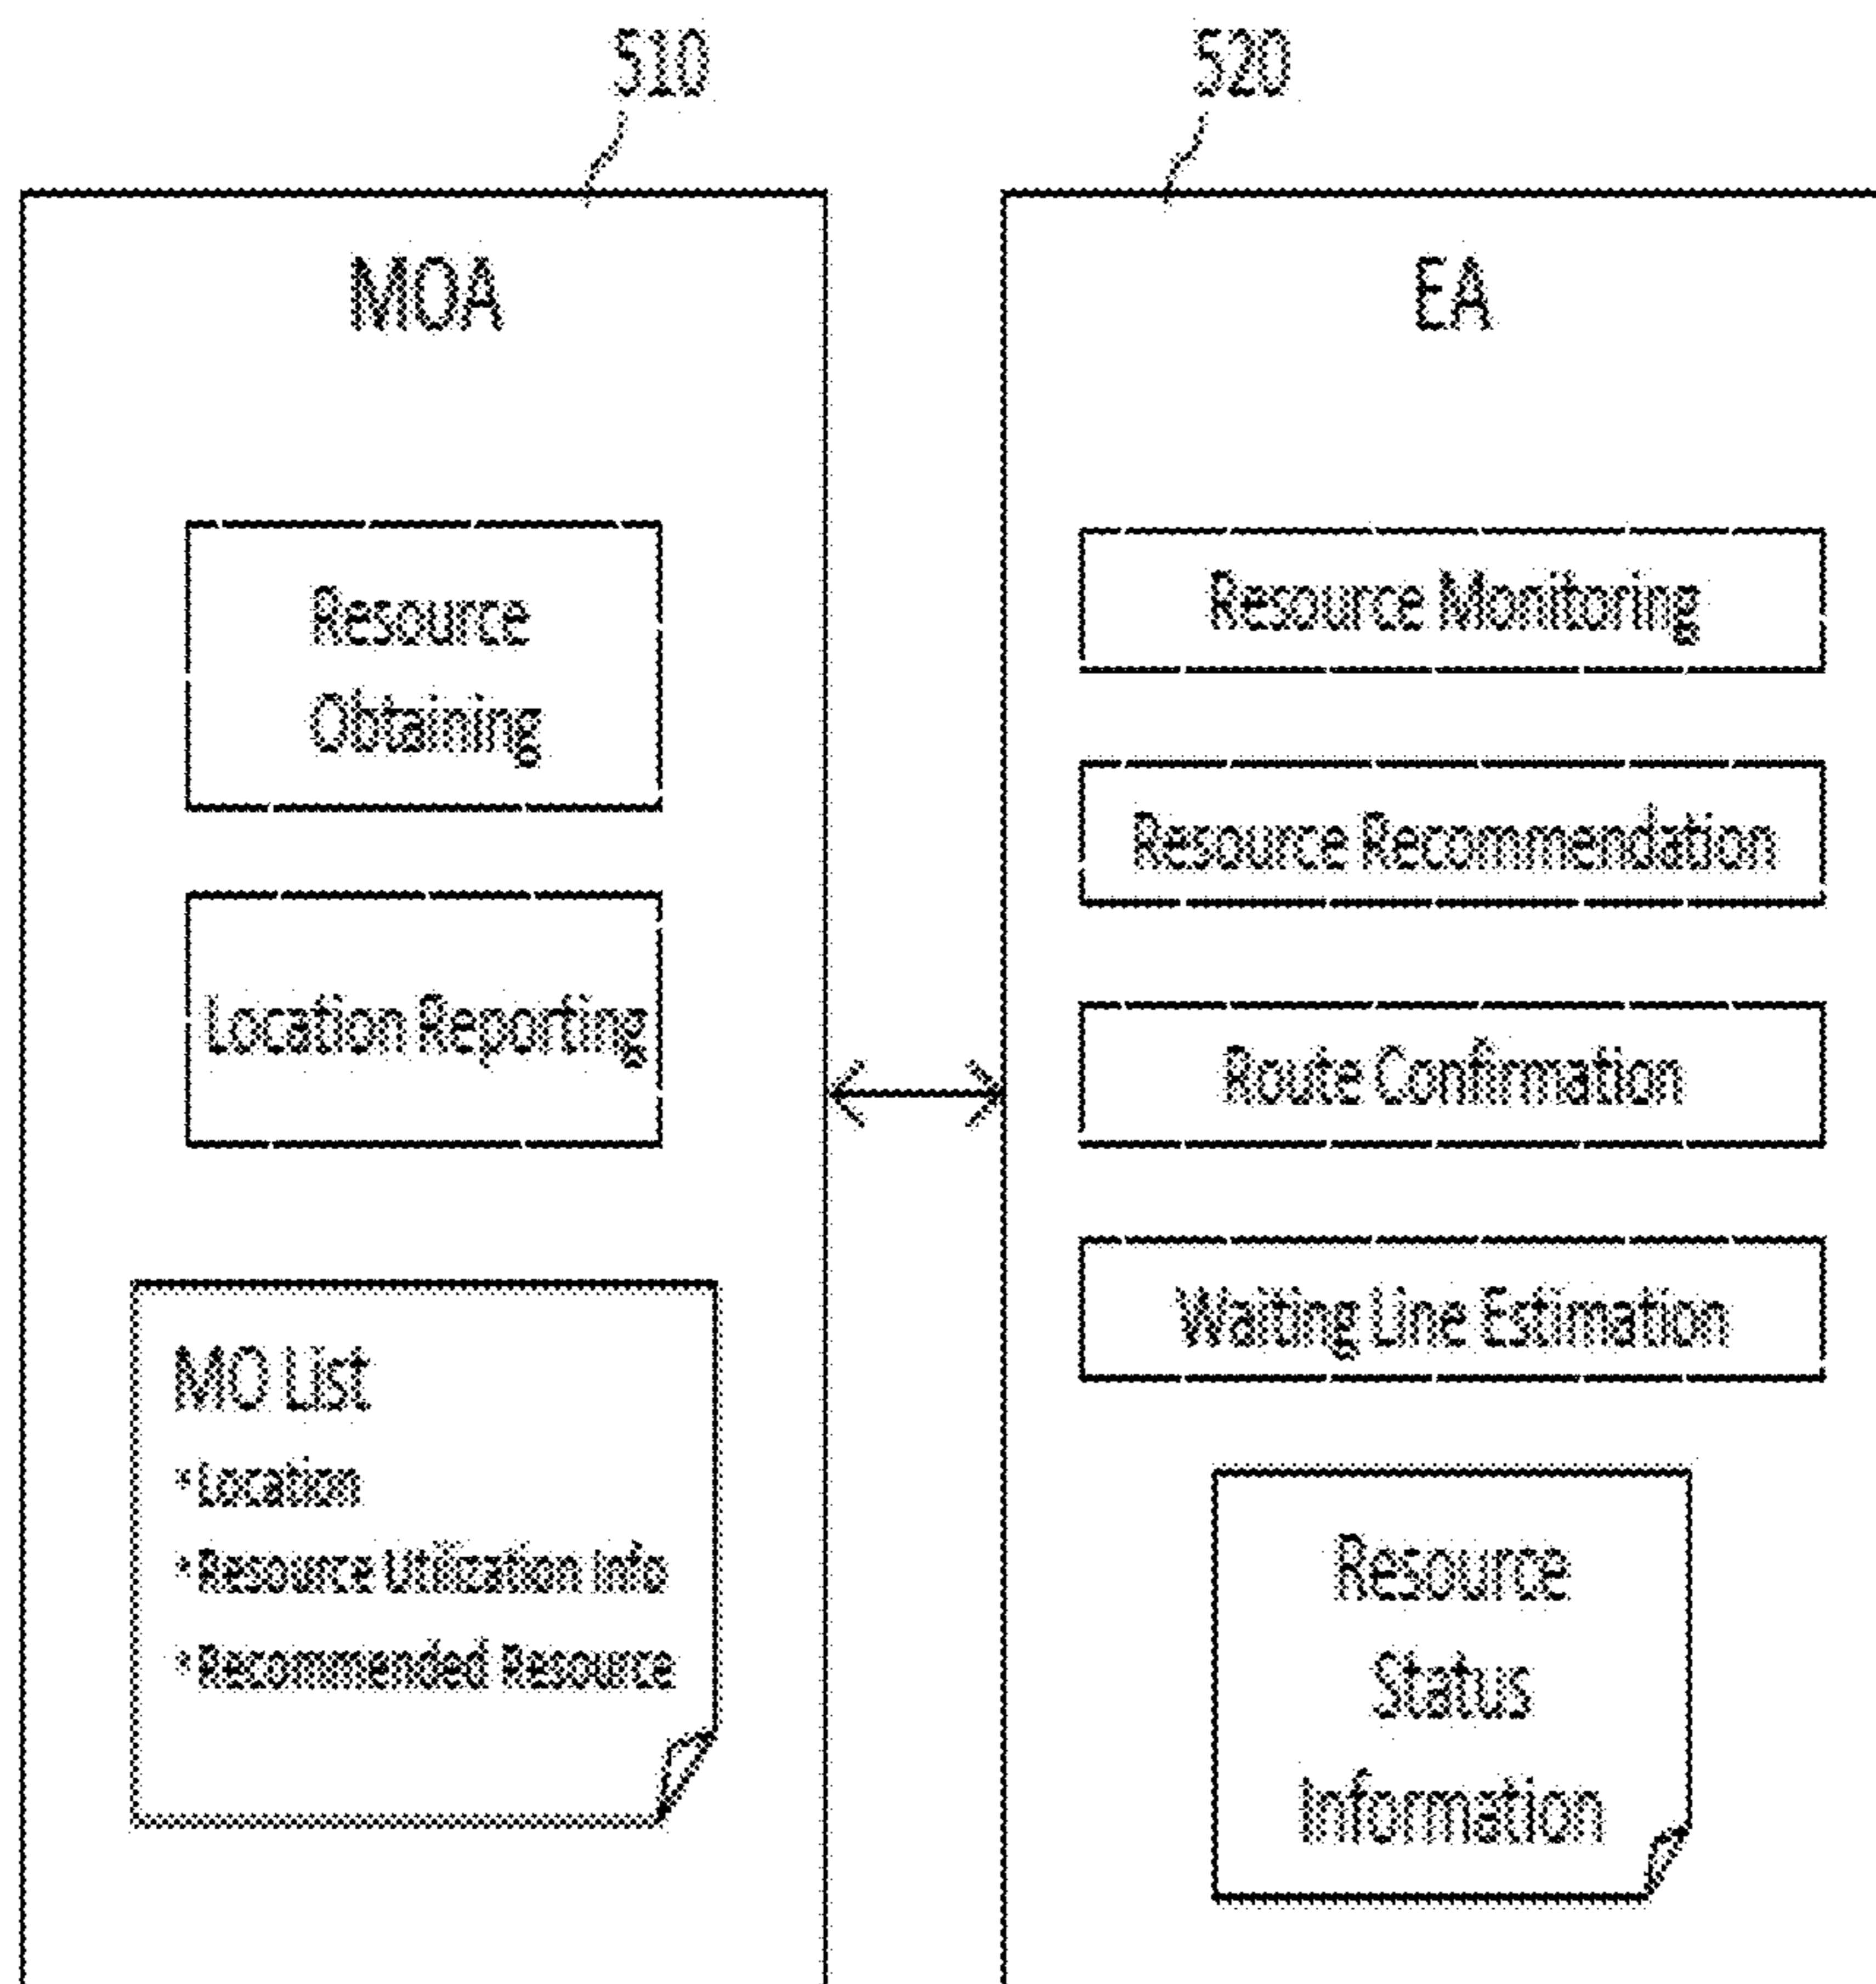 510
520
MOA
Resource
Obtaining
Location Reporting
MO List
• Location
• Resource Utilization Info
• Recommended Resource
EA
Resource Monitoring
Resource Recommendation
Route Confirmation
Waiting Line Estimation
Resource
Status
Information